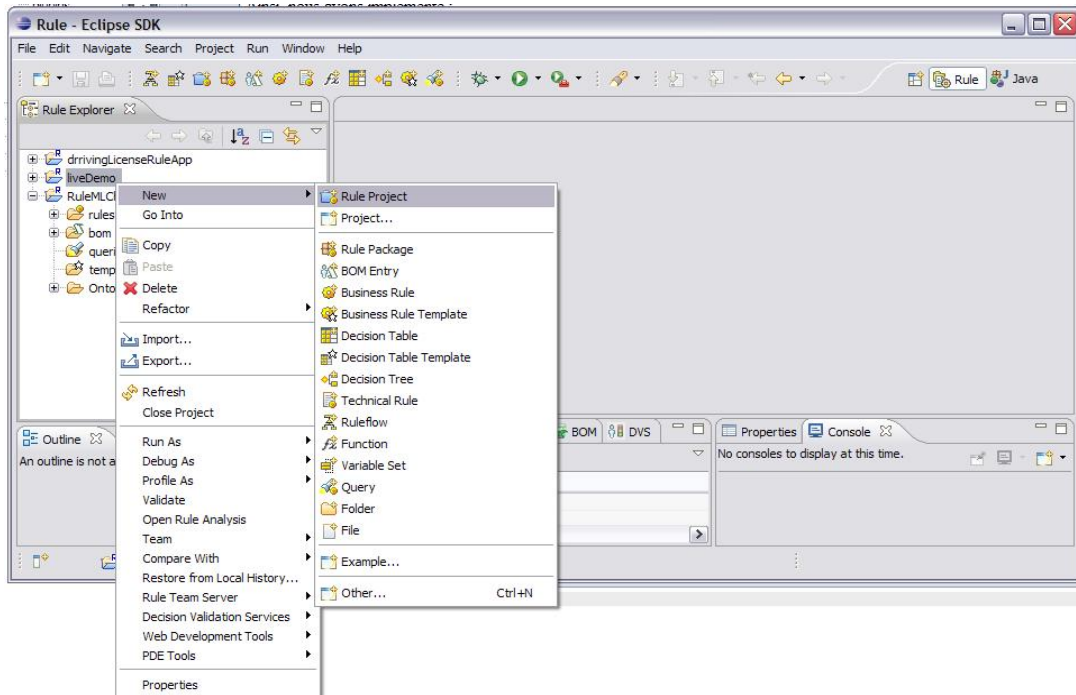 Rule - Eclipse SDK
File Edit Navigate Search Project Run Window Help
Rule
Java
Rule Explorer
drrivingLicenseRuleApp
liveDemo
RuleMLCl
rules
bom
queri
temp
Onto
New
Go Into
Copy
Paste
Delete
Refactor
Import...
Export...
Refresh
Close Project
Run As
Debug As
Profile As
Validate
Open Rule Analysis
Team
Compare With
Restore from Local History...
Rule Team Server
Decision Validation Services
Web Development Tools
PDE Tools
Properties
Rule Project
Project...
Rule Package
BOM Entry
Business Rule
Business Rule Template
Decision Table
Decision Table Template
Decision Tree
Technical Rule
Ruleflow
Function
Variable Set
Query
Folder
File
Example...
Other... Ctrl+N
Outline
An outline is not a
BOM
DVS
Properties
Console
No consoles to display at this time.